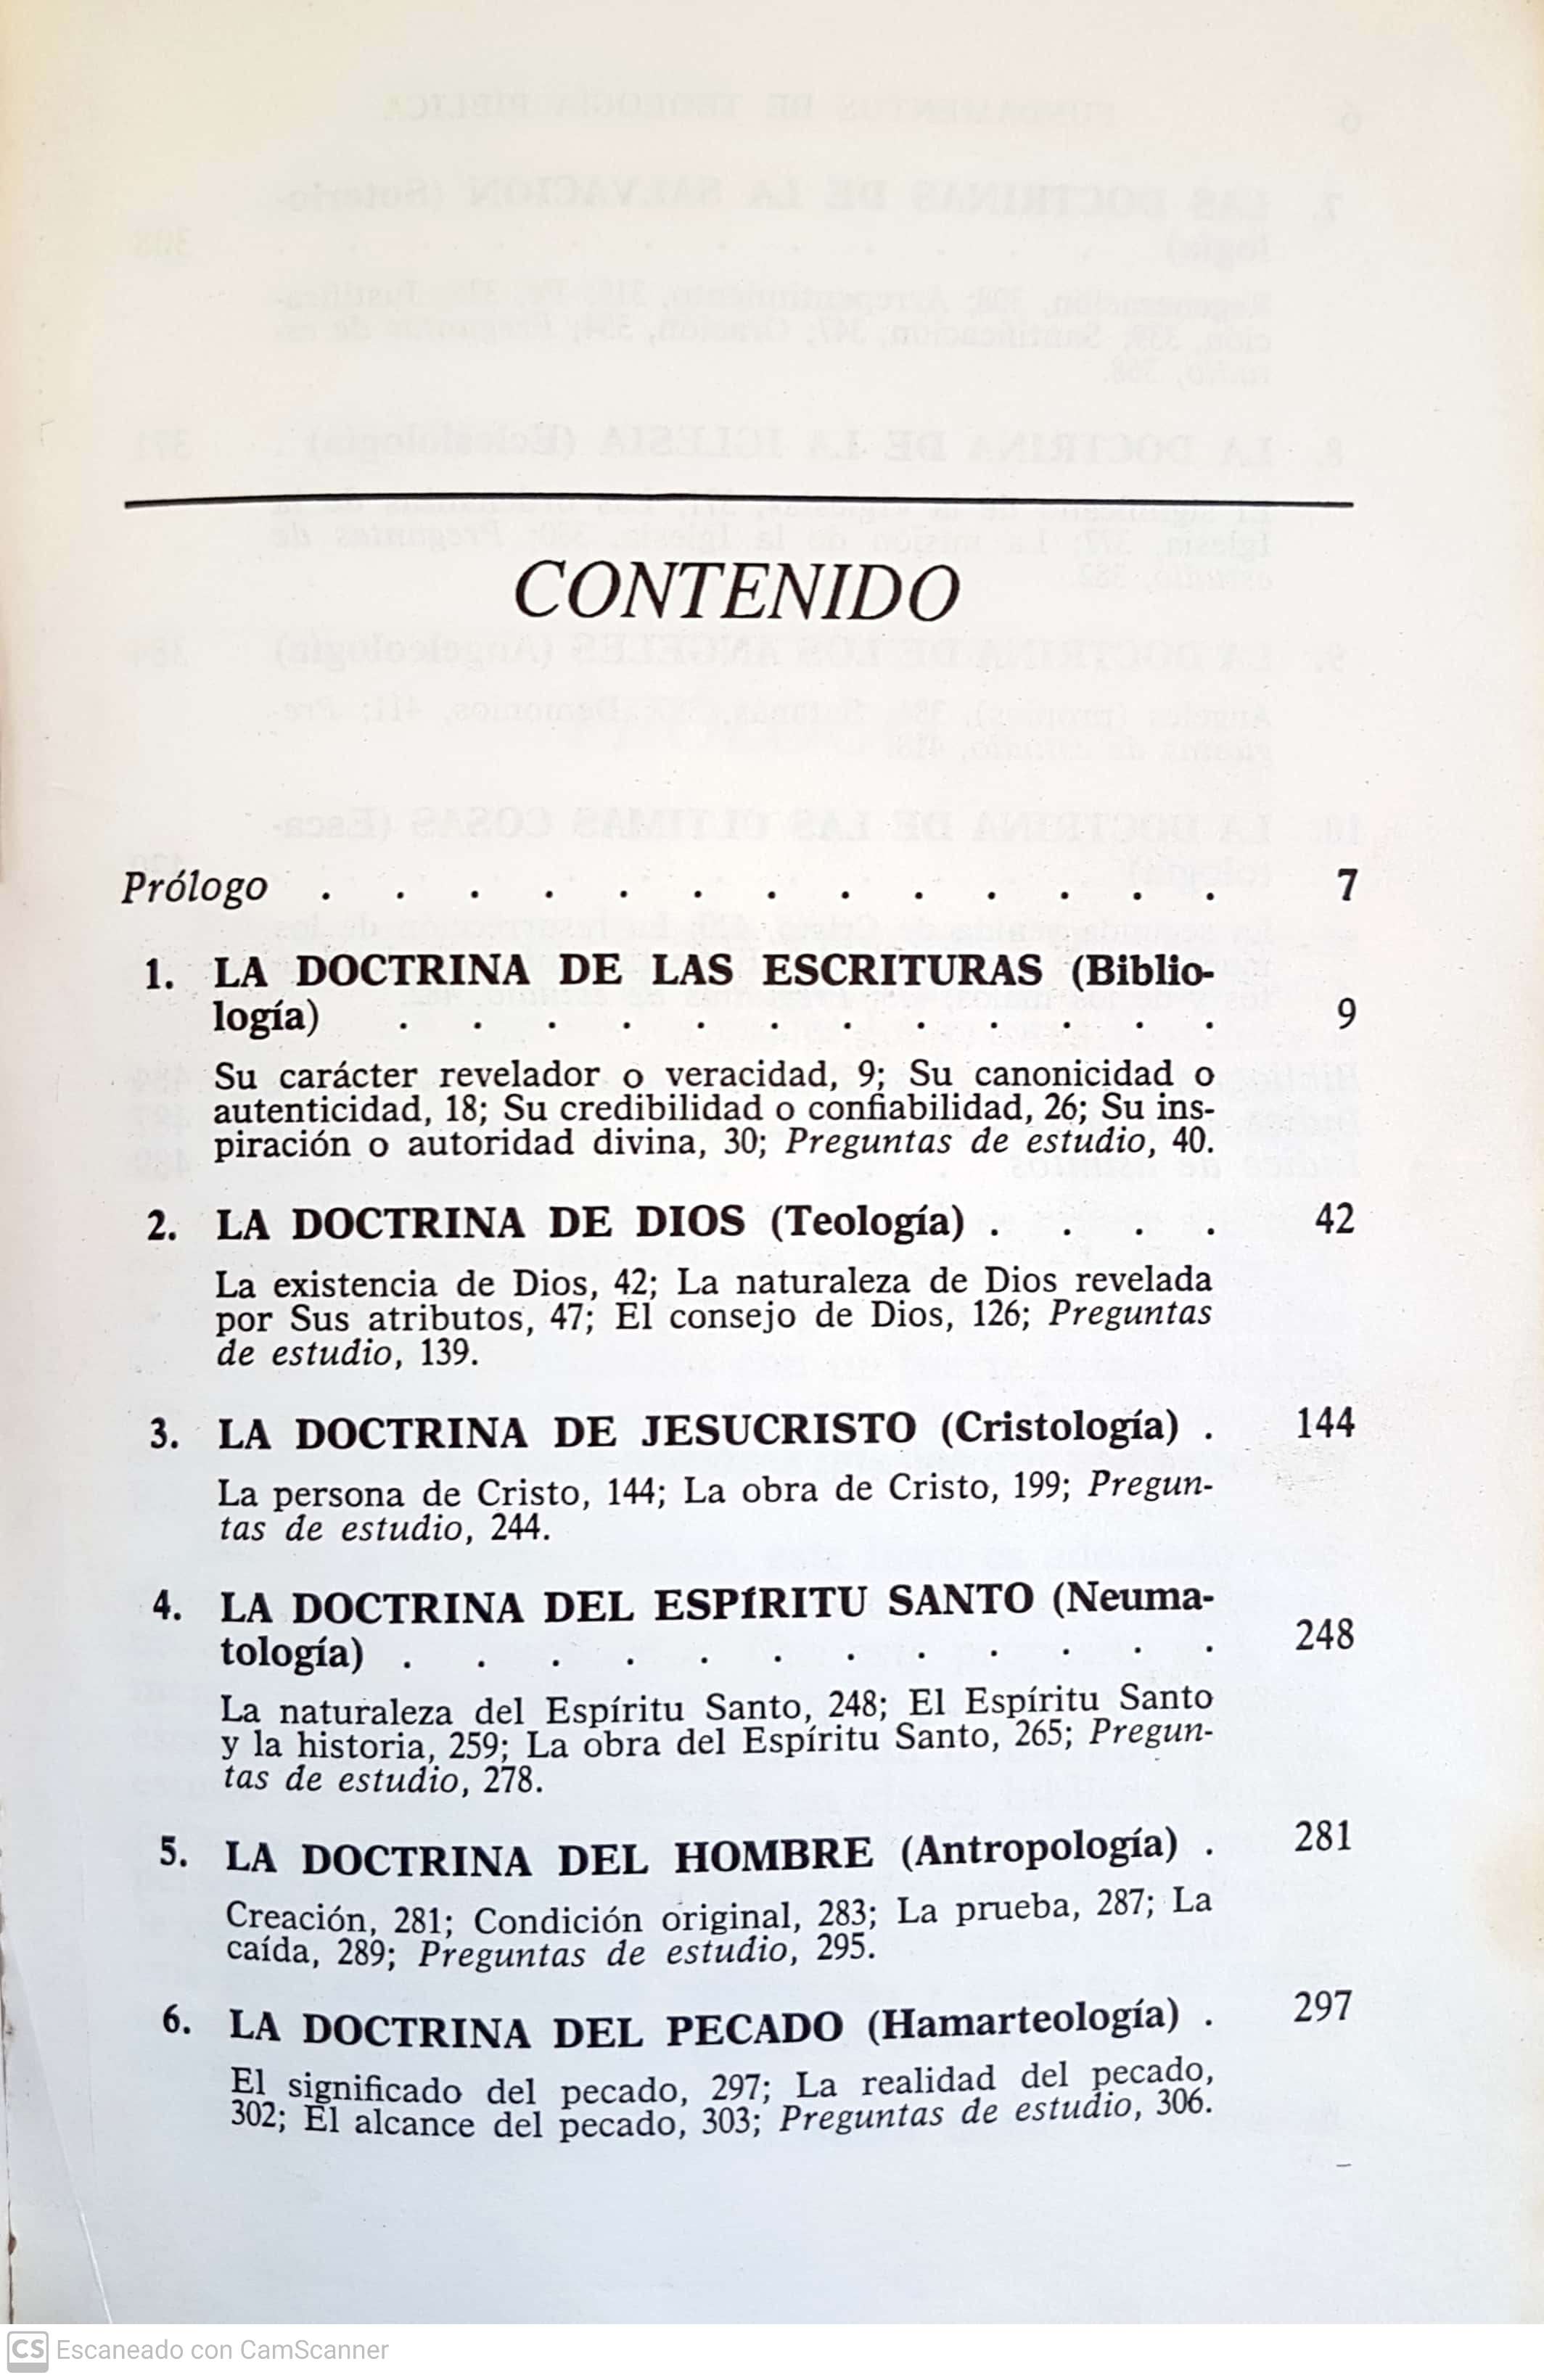 CONTENIDO
Prólogo . . . . . . . . . . . . . 7
1. LA DOCTRINA DE LAS ESCRITURAS (Biblio-
logía) . . . . . . . . . . . . 9
Su carácter revelador o veracidad, 9; Su canonicidad o
autenticidad, 18; Su credibilidad o confiabilidad, 26; Su ins-
piración o autoridad divina, 30; Preguntas de estudio, 40.
2. LA DOCTRINA DE DIOS (Teología) . . . . 42
La existencia de Dios, 42; La naturaleza de Dios revelada
por Sus atributos, 47; El consejo de Dios, 126; Preguntas
de estudio, 139.
3. LA DOCTRINA DE JESUCRISTO (Cristología) . 144
La persona de Cristo, 144; La obra de Cristo, 199; Pregun-
tas de estudio, 244.
4. LA DOCTRINA DEL ESPÍRITU SANTO (Neuma-
tología) . . . . . . . . . . . . 248
La naturaleza del Espíritu Santo, 248; El Espíritu Santo
y la historia, 259; La obra del Espíritu Santo, 265; Pregun-
tas de estudio, 278.
5. LA DOCTRINA DEL HOMBRE (Antropología) . 281
Creación, 281; Condición original, 283; La prueba, 287; La
caída, 289; Preguntas de estudio, 295.
6. LA DOCTRINA DEL PECADO (Hamarteología) . 297
El significado del pecado, 297; La realidad del pecado,
302; El alcance del pecado, 303; Preguntas de estudio, 306.
CS Escaneado con CamScanner